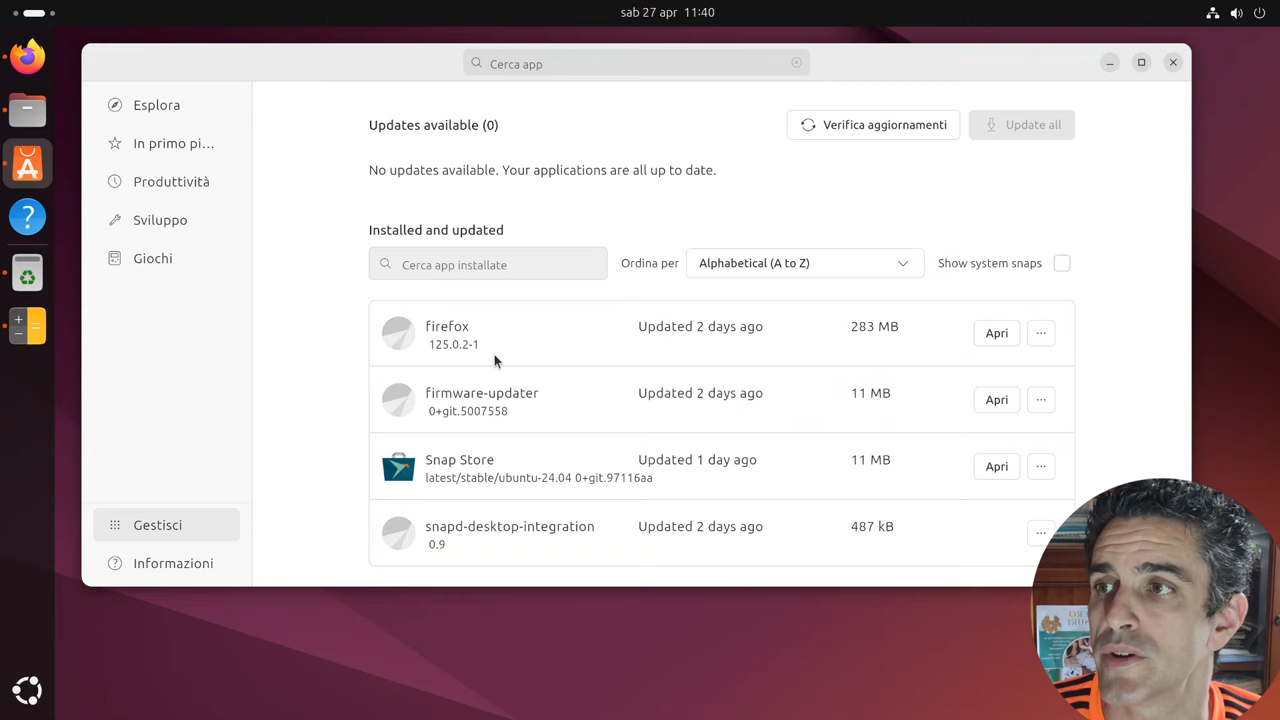 sab 27 apr 11:40
Cerca app
Esplora
In primo pi...
Produttività
Sviluppo
Giochi
Gestisci
Informazioni
Updates available (0)
Verifica aggiornamenti
Update all
No updates available. Your applications are all up to date.
Installed and updated
Cerca app installate
Ordina per
Alphabetical (A to Z)
Show system snaps
firefox
125.0.2-1
Updated 2 days ago
283 MB
Apri
firmware-updater
0+git.5007558
Updated 2 days ago
11 MB
Apri
Snap Store
latest/stable/ubuntu-24.04 0+git.97116aa
Updated 1 day ago
11 MB
Apri
snapd-desktop-integration
0.9
Updated 2 days ago
487 kB